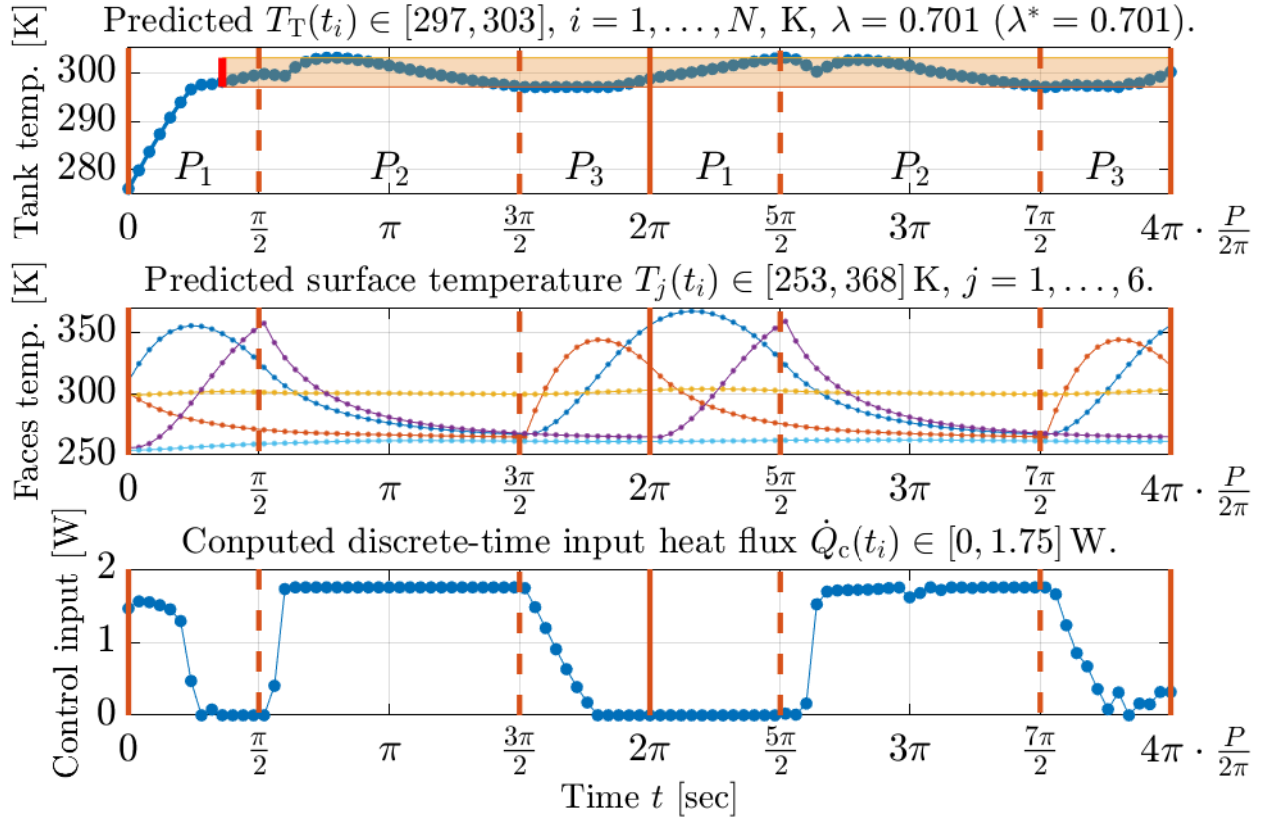 Predicted T_T(t_i) ∈ [297, 303], i = 1, . . . , N, K, λ = 0.701 (λ* = 0.701).
Tank temp. [K]
300
290
280
P_1 P_2 P_3 P_1 P_2 P_3
0 π/2 π 3π/2 2π 5π/2 3π 7π/2 4π · P/2π
Predicted surface temperature T_j(t_i) ∈ [253, 368] K, j = 1, . . . , 6.
Faces temp. [K]
350
300
250
0 π/2 π 3π/2 2π 5π/2 3π 7π/2 4π · P/2π
Conputed discrete-time input heat flux Q̇_c(t_i) ∈ [0, 1.75] W.
Control input [W]
2
1
0
0 π/2 π 3π/2 2π 5π/2 3π 7π/2 4π · P/2π
Time t [sec]